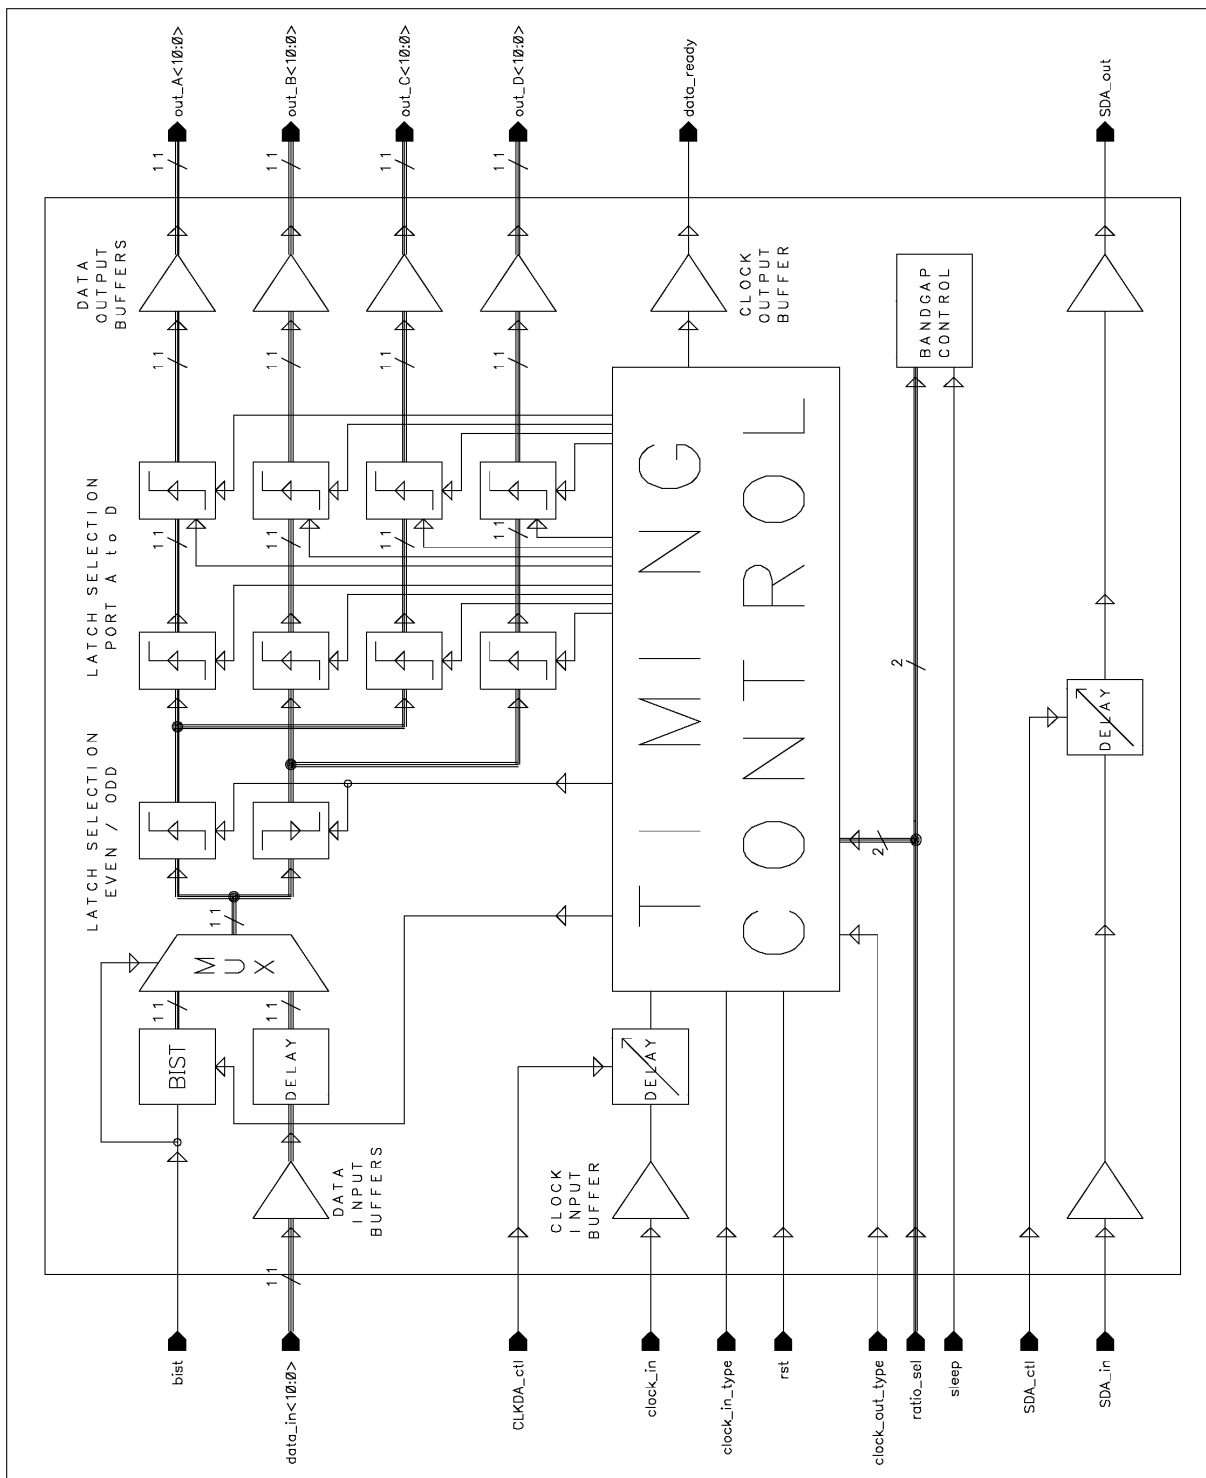 out_A<10:0>
out_B<10:0>
out_C<10:0>
out_D<10:0>
data_ready
SDA_out
11
11
11
11
DATA
OUTPUT
BUFFERS
CLOCK
OUTPUT
BUFFER
BANDGAP
CONTROL
11
11
11
11
LATCH SELECTION
PORT A to D
11
11
11
11
TIMING
CONTROL
2
2
DELAY
LATCH SELECTION
EVEN / ODD
11
MUX
11
11
BIST
DELAY
DELAY
DATA
INPUT
BUFFERS
CLOCK
INPUT
BUFFER
11
bist
data_in<10:0>
CLKDA_ctl
clock_in
clock_in_type
rst
clock_out_type
ratio_sel
sleep
SDA_ctl
SDA_in